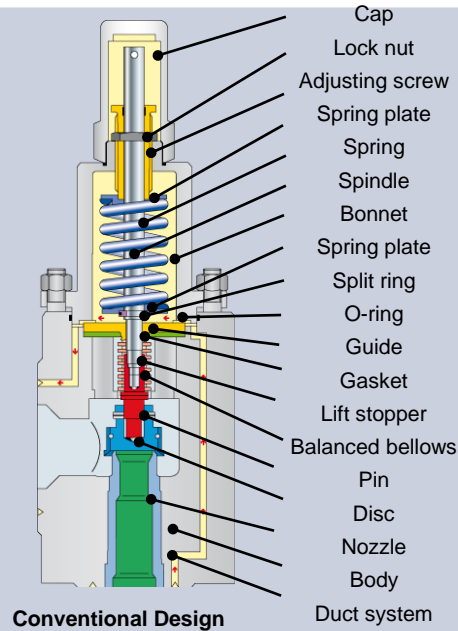 Cap
Lock nut
Adjusting screw
Spring plate
Spring
Spindle
Bonnet
Spring plate
Split ring
O-ring
Guide
Gasket
Lift stopper
Balanced bellows
Pin
Disc
Nozzle
Body
Duct system
Conventional Design